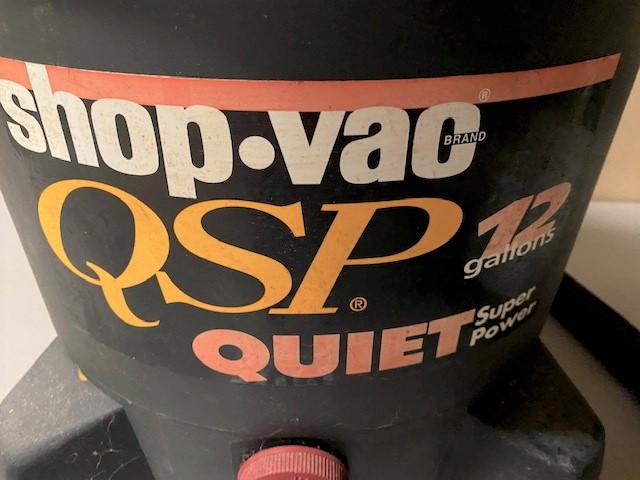 shop·vac®
BRAND
QSP®
12
gallons
QUIET Super
Power